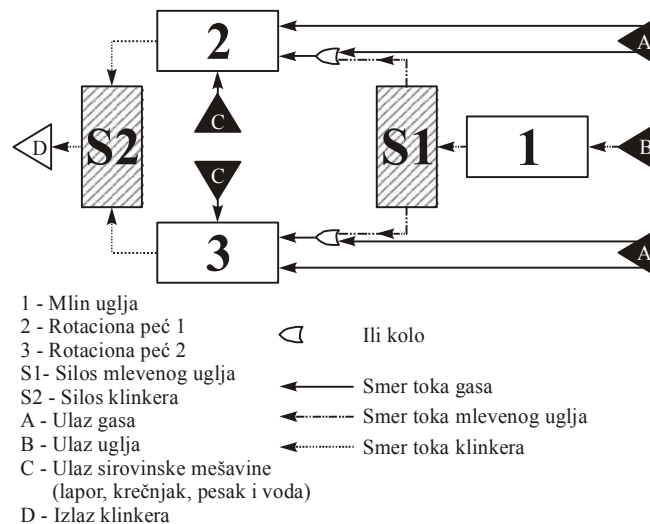 2
A
C
S2
D
S1
1
B
C
3
A
1 - Mlin uglja
2 - Rotaciona peć 1
3 - Rotaciona peć 2
S1- Silos mlevenog uglja
S2 - Silos klinkera
A - Ulaz gasa
B - Ulaz uglja
C - Ulaz sirovinske mešavine
(lapor, krečnjak, pesak i voda)
D - Izlaz klinkera
Ili kolo
Smer toka gasa
Smer toka mlevenog uglja
Smer toka klinkera